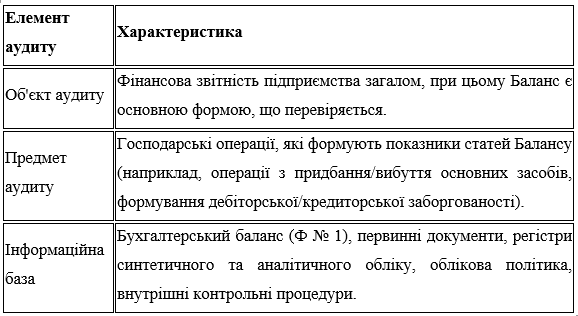 Елемент
аудиту
Характеристика
Об'єкт аудиту
Фінансова звітність підприємства загалом, при цьому Баланс є
основною формою, що перевіряється.
Предмет
аудиту
Господарські операції, які формують показники статей Балансу
(наприклад, операції з придбання/вибуття основних засобів,
формування дебіторської/кредиторської заборгованості).
Інформаційна
база
Бухгалтерський баланс (Ф № 1), первинні документи, регістри
синтетичного та аналітичного обліку, облікова політика,
внутрішні контрольні процедури.